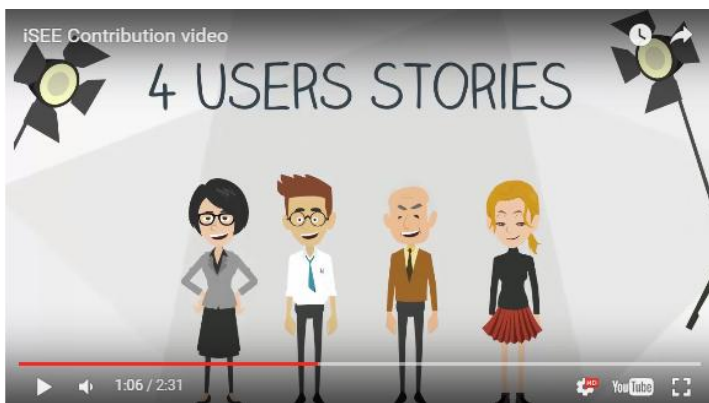 iSEE Contribution video
4 USERS STORIES
1:06 / 2:31
HD
YouTube